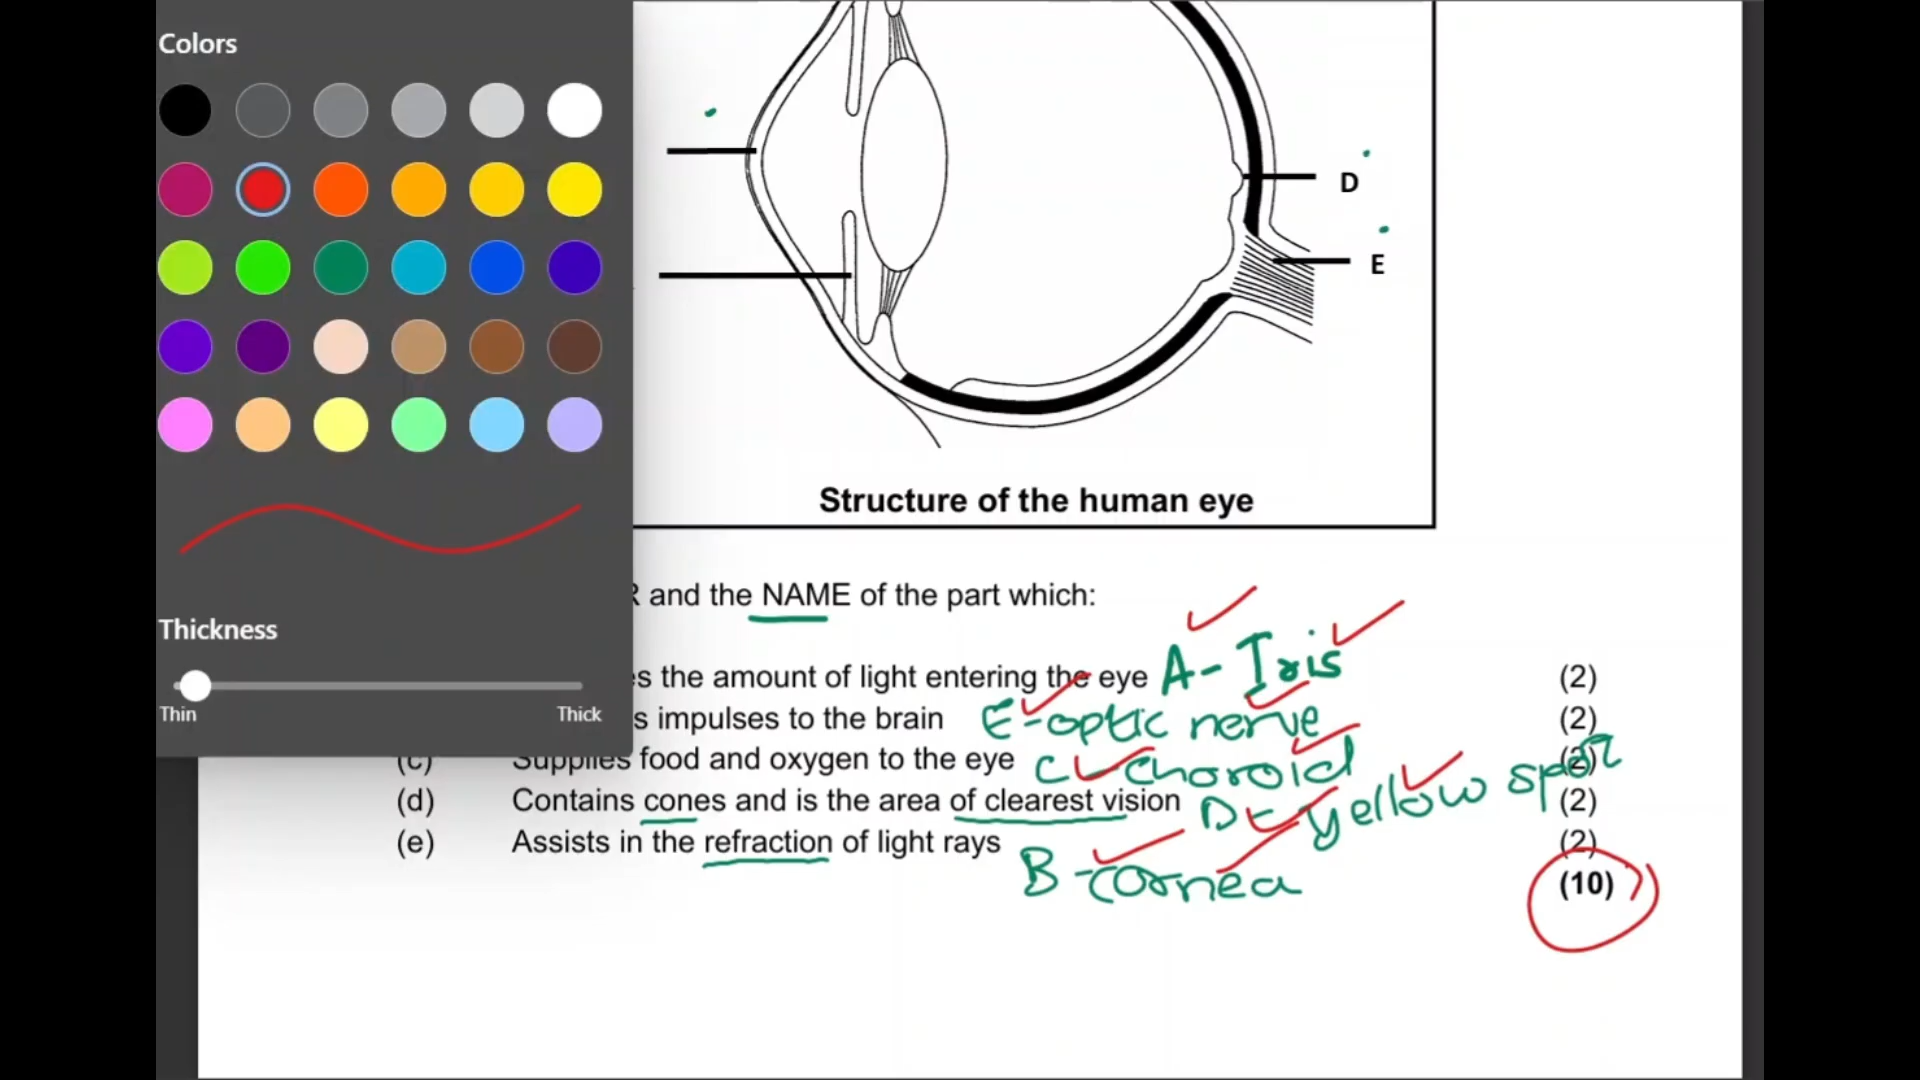 Colors
Thickness
Thin
Thick
D
E
Structure of the human eye
and the NAME of the part which:
the amount of light entering the eye A- Iris (2)
impulses to the brain E-optic nerve (2)
(c) Supplies food and oxygen to the eye C-choroid (2)
(d) Contains cones and is the area of clearest vision D-yellow spot (2)
(e) Assists in the refraction of light rays B-cornea (2)
(10)